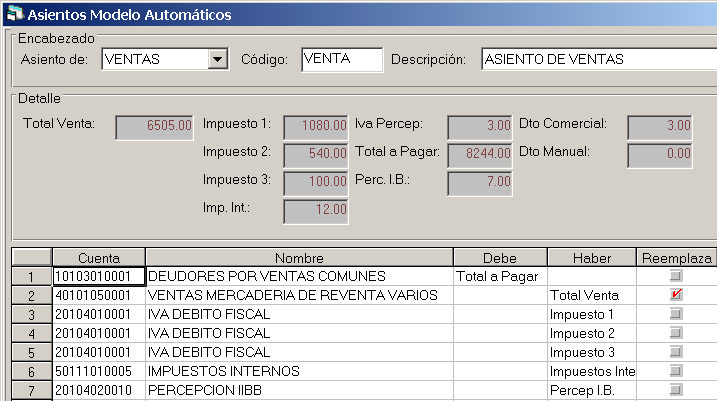 Asientos Modelo Automáticos
Encabezado
Asiento de: VENTAS Código: VENTA Descripción: ASIENTO DE VENTAS
Detalle
Total Venta: 6505.00 Impuesto 1: 1080.00 Iva Percep: 3.00 Dto Comercial: 3.00
Impuesto 2: 540.00 Total a Pagar: 8244.00 Dto Manual: 0.00
Impuesto 3: 100.00 Perc. I.B.: 7.00
Imp. Int.: 12.00
Cuenta Nombre Debe Haber Reemplaza
1 10103010001 DEUDORES POR VENTAS COMUNES Total a Pagar
2 40101050001 VENTAS MERCADERIA DE REVENTA VARIOS Total Venta
3 20104010001 IVA DEBITO FISCAL Impuesto 1
4 20104010001 IVA DEBITO FISCAL Impuesto 2
5 20104010001 IVA DEBITO FISCAL Impuesto 3
6 50111010005 IMPUESTOS INTERNOS Impuestos Inte
7 20104020010 PERCEPCION IIBB Percep I.B.